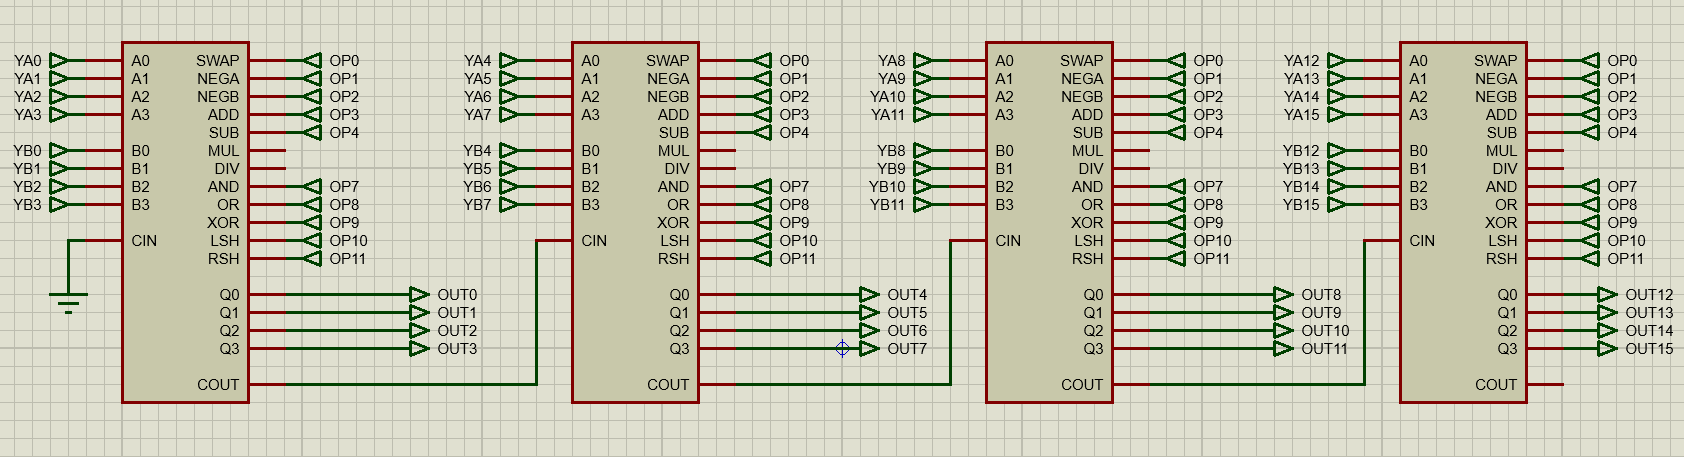 YA0 A0 SWAP OP0 YA4 A0 SWAP OP0 YA8 A0 SWAP OP0 YA12 A0 SWAP OP0
YA1 A1 NEGA OP1 YA5 A1 NEGA OP1 YA9 A1 NEGA OP1 YA13 A1 NEGA OP1
YA2 A2 NEGB OP2 YA6 A2 NEGB OP2 YA10 A2 NEGB OP2 YA14 A2 NEGB OP2
YA3 A3 ADD OP3 YA7 A3 ADD OP3 YA11 A3 ADD OP3 YA15 A3 ADD OP3
SUB OP4 SUB OP4 SUB OP4 SUB OP4
YB0 B0 MUL YB4 B0 MUL YB8 B0 MUL YB12 B0 MUL
YB1 B1 DIV YB5 B1 DIV YB9 B1 DIV YB13 B1 DIV
YB2 B2 AND OP7 YB6 B2 AND OP7 YB10 B2 AND OP7 YB14 B2 AND OP7
YB3 B3 OR OP8 YB7 B3 OR OP8 YB11 B3 OR OP8 YB15 B3 OR OP8
XOR OP9 XOR OP9 XOR OP9 XOR OP9
CIN LSH OP10 CIN LSH OP10 CIN LSH OP10 CIN LSH OP10
RSH OP11 RSH OP11 RSH OP11 RSH OP11
Q0 OUT0 Q0 OUT4 Q0 OUT8 Q0 OUT12
Q1 OUT1 Q1 OUT5 Q1 OUT9 Q1 OUT13
Q2 OUT2 Q2 OUT6 Q2 OUT10 Q2 OUT14
Q3 OUT3 Q3 OUT7 Q3 OUT11 Q3 OUT15
COUT COUT COUT COUT